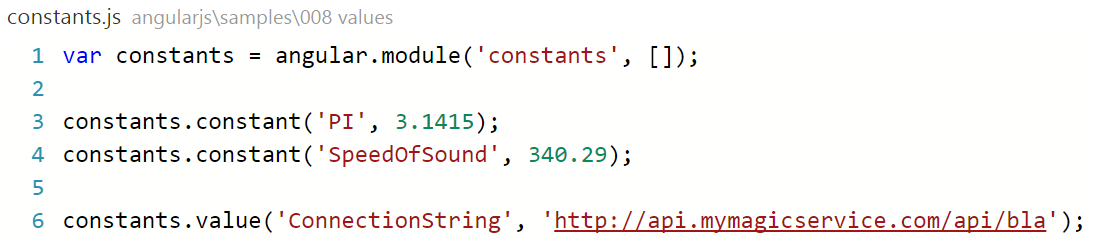 constants.js angularjs\samples\008 values
1 var constants = angular.module('constants', []);
2
3 constants.constant('PI', 3.1415);
4 constants.constant('SpeedOfSound', 340.29);
5
6 constants.value('ConnectionString', 'http://api.mymagicservice.com/api/bla');